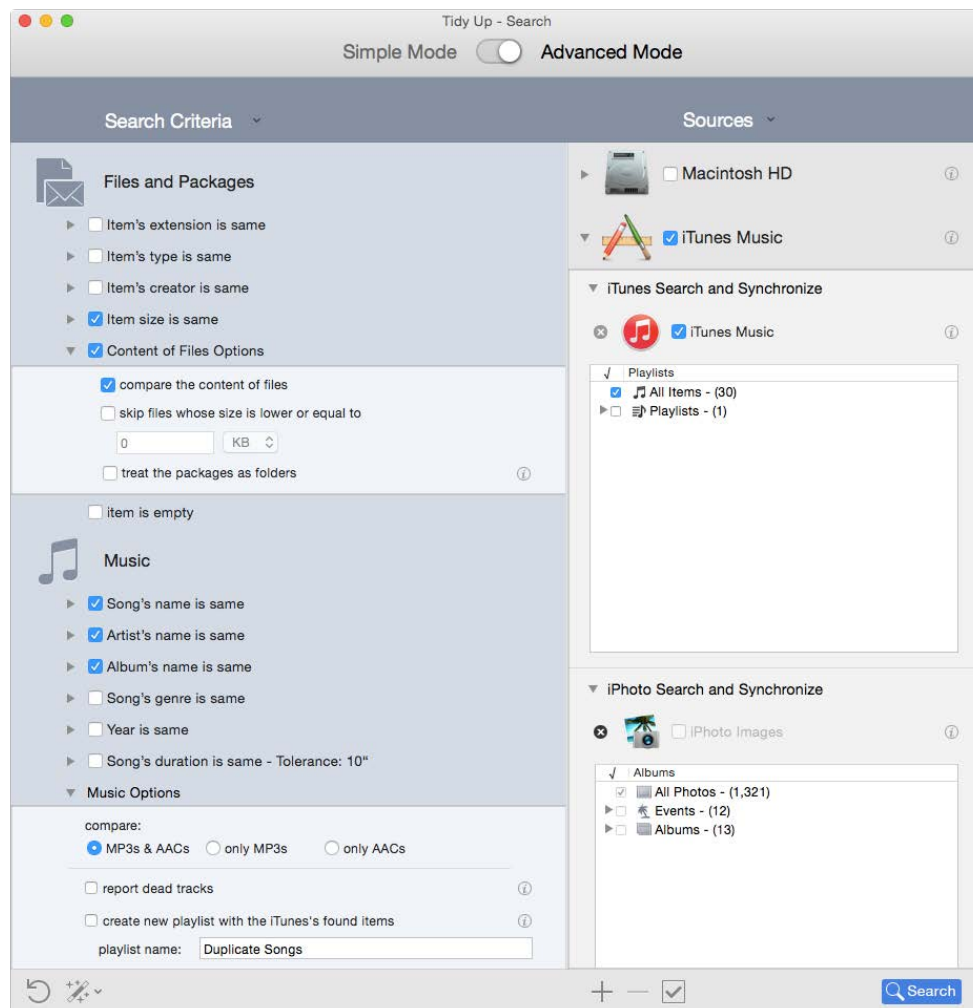 Tidy Up - Search
Simple Mode Advanced Mode
Search Criteria
Files and Packages
Item's extension is same
Item's type is same
Item's creator is same
Item size is same
Content of Files Options
compare the content of files
skip files whose size is lower or equal to
0 KB
treat the packages as folders
item is empty
Music
Song's name is same
Artist's name is same
Album's name is same
Song's genre is same
Year is same
Song's duration is same - Tolerance: 10"
Music Options
compare:
MP3s & AACs only MP3s only AACs
report dead tracks
create new playlist with the iTunes's found items
playlist name: Duplicate Songs
Sources
Macintosh HD
iTunes Music
iTunes Search and Synchronize
iTunes Music
√ Playlists
All Items - (30)
Playlists - (1)
iPhoto Search and Synchronize
iPhoto Images
√ Albums
All Photos - (1,321)
Events - (12)
Albums - (13)
Search